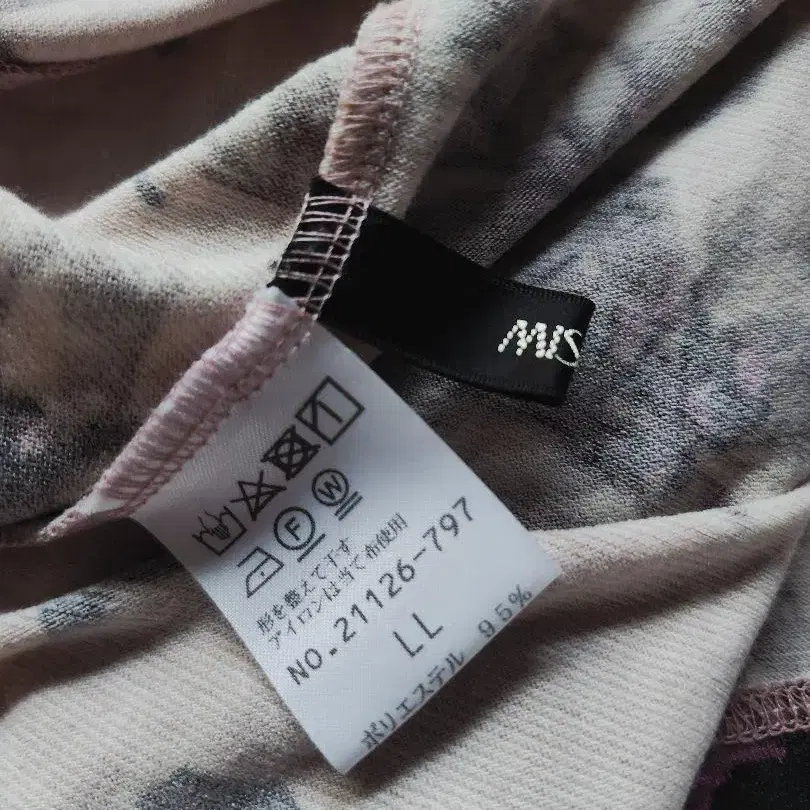 MIS
F W
形を整えて干す
アイロンは当て布使用
NO.21126-797
LL
ポリエステル 95%